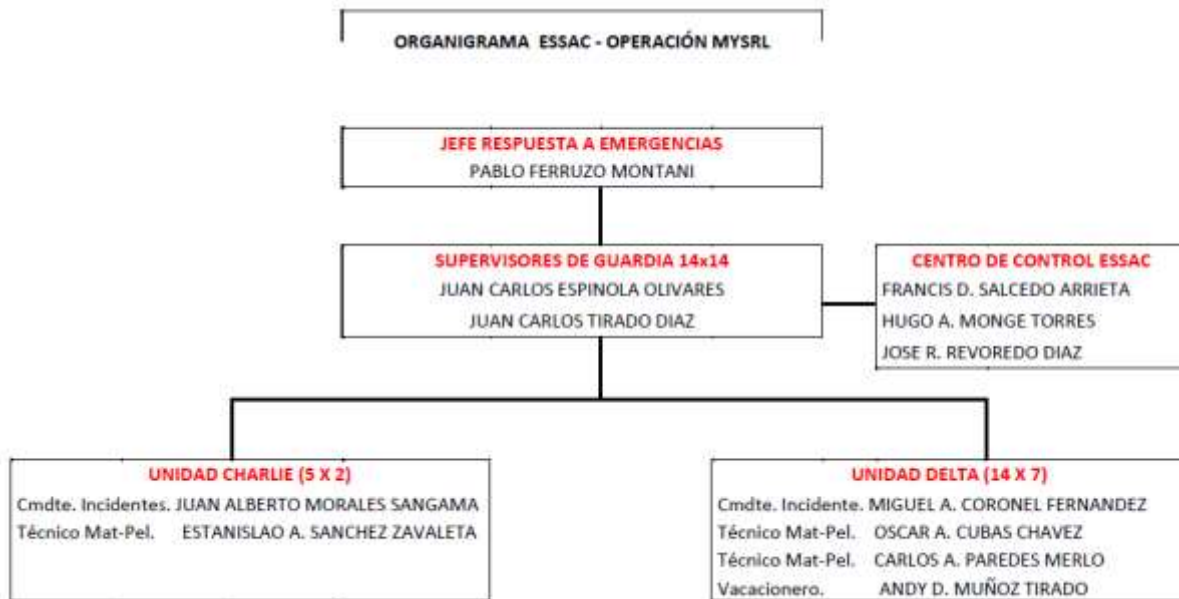 ORGANIGRAMA ESSAC - OPERACIÓN MYSRL
JEFE RESPUESTA A EMERGENCIAS
PABLO FERRUZO MONTANI
SUPERVISORES DE GUARDIA 14x14
JUAN CARLOS ESPINOLA OLIVARES
JUAN CARLOS TIRADO DIAZ
CENTRO DE CONTROL ESSAC
FRANCIS D. SALCEDO ARRIETA
HUGO A. MONGE TORRES
JOSE R. REVOREDO DIAZ
UNIDAD CHARLIE (5 X 2)
Cmdte. Incidentes. JUAN ALBERTO MORALES SANGAMA
Técnico Mat-Pel. ESTANISLAO A. SANCHEZ ZAVALETA
UNIDAD DELTA (14 X 7)
Cmdte. Incidente. MIGUEL A. CORONEL FERNANDEZ
Técnico Mat-Pel. OSCAR A. CUBAS CHAVEZ
Técnico Mat-Pel. CARLOS A. PAREDES MERLO
Vacacionero. ANDY D. MUÑOZ TIRADO